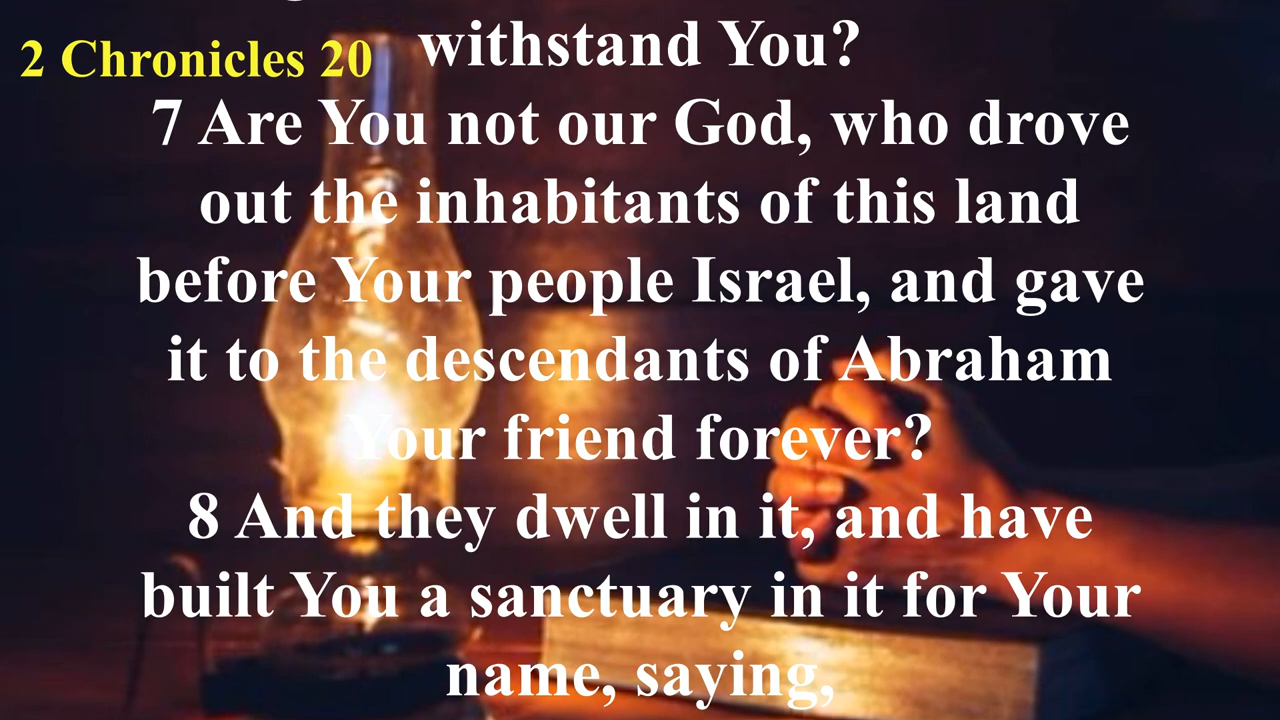 2 Chronicles 20
withstand You?
7 Are You not our God, who drove
out the inhabitants of this land
before Your people Israel, and gave
it to the descendants of Abraham
Your friend forever?
8 And they dwell in it, and have
built You a sanctuary in it for Your
name, saying,